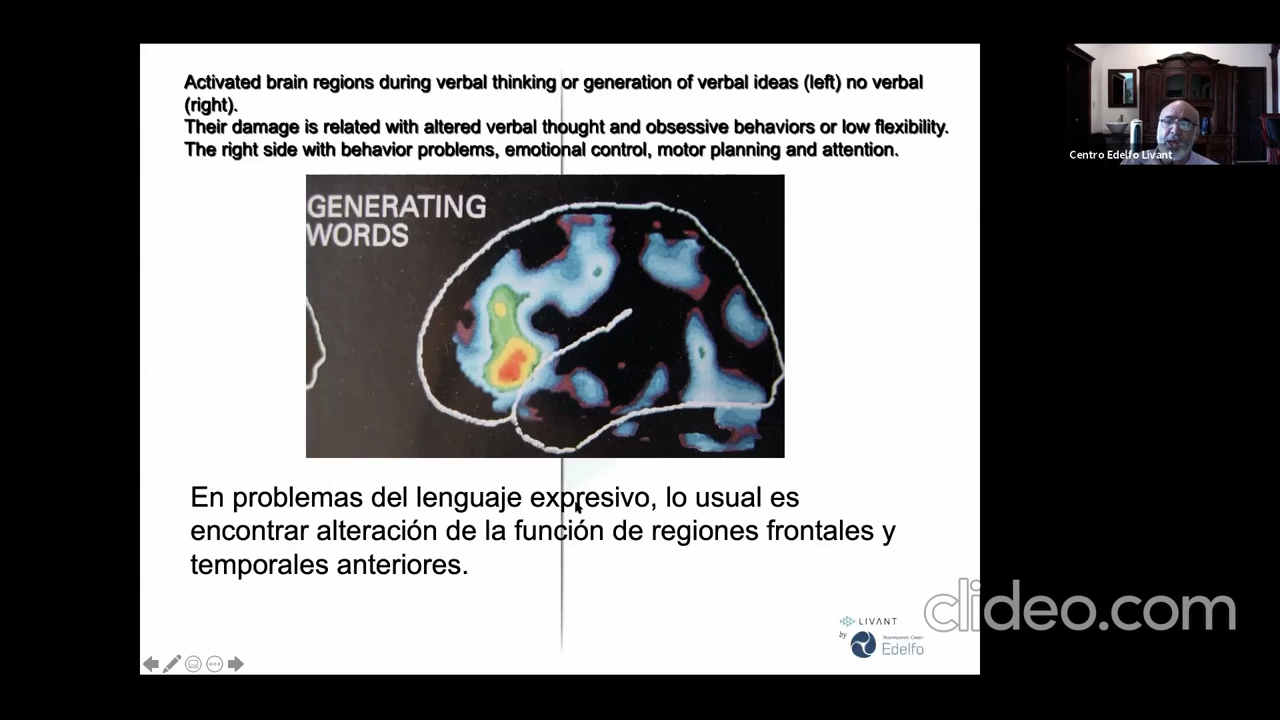 Activated brain regions during verbal thinking or generation of verbal ideas (left) no verbal
(right).
Their damage is related with altered verbal thought and obsessive behaviors or low flexibility.
The right side with behavior problems, emotional control, motor planning and attention.
Centro Edelfo Livant
GENERATING
WORDS
En problemas del lenguaje expresivo, lo usual es
encontrar alteración de la función de regiones frontales y
temporales anteriores.
clideo.com
LIVANT
by
Edelfo